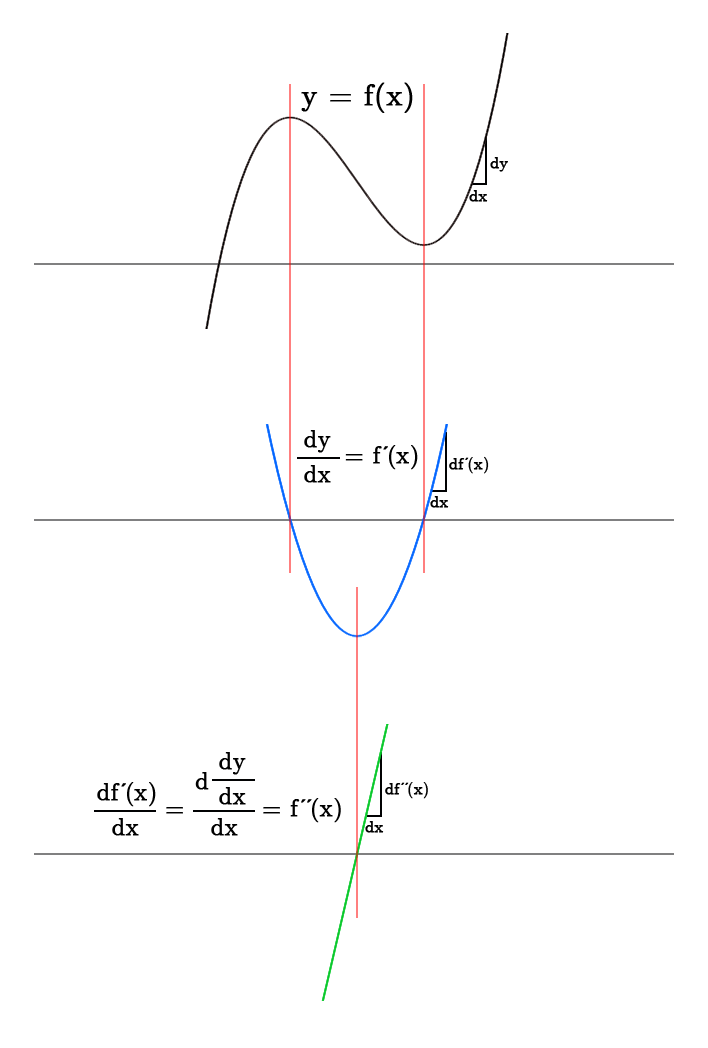 y = f(x)
dy
dx
dy
dx
= f´(x)
df´(x)
dx
df´(x)
dx
=
d
dy
dx
dx
= f´´(x)
df´´(x)
dx